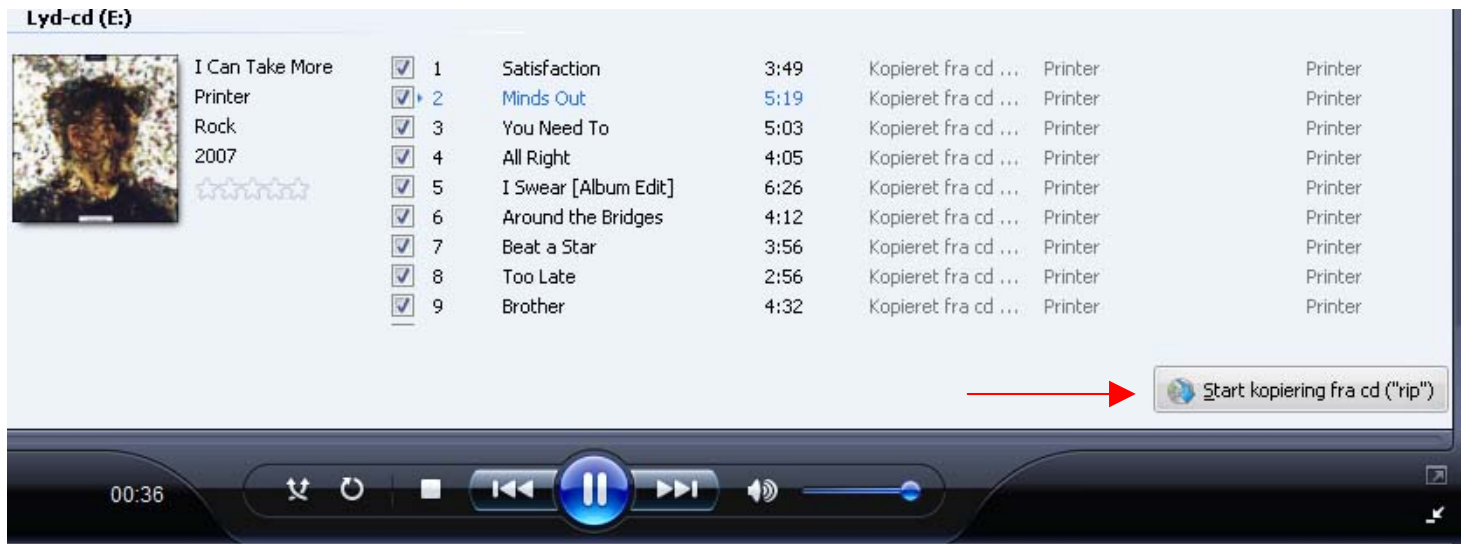 Lyd-cd (E:)
I Can Take More
Printer
Rock
2007
1 Satisfaction 3:49 Kopieret fra cd ... Printer Printer
2 Minds Out 5:19 Kopieret fra cd ... Printer Printer
3 You Need To 5:03 Kopieret fra cd ... Printer Printer
4 All Right 4:05 Kopieret fra cd ... Printer Printer
5 I Swear [Album Edit] 6:26 Kopieret fra cd ... Printer Printer
6 Around the Bridges 4:12 Kopieret fra cd ... Printer Printer
7 Beat a Star 3:56 Kopieret fra cd ... Printer Printer
8 Too Late 2:56 Kopieret fra cd ... Printer Printer
9 Brother 4:32 Kopieret fra cd ... Printer Printer
Start kopiering fra cd ("rip")
00:36